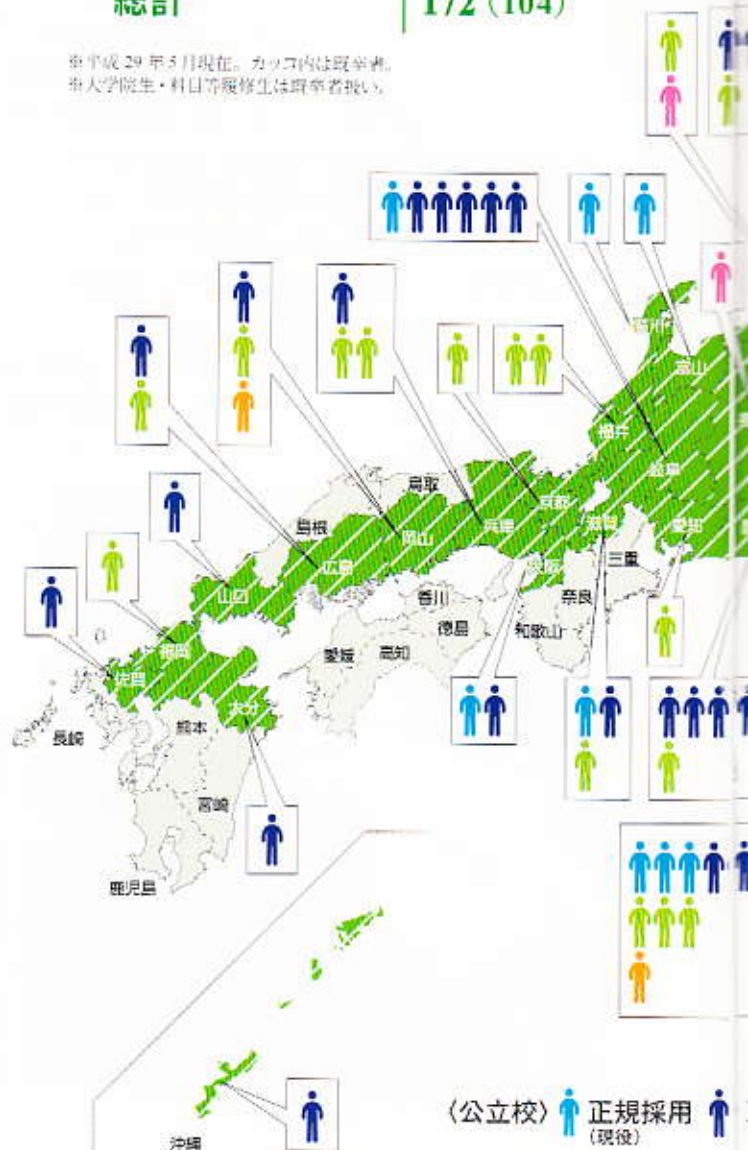 総計 172(104)
※平成29年5月現在。カッコ内は既卒者。
※大学院生・科目等履修生は既卒者扱い。
石川
富山
福井
岐阜
鳥取
京都
島根
岡山
兵庫
滋賀
愛知
広島
大阪
三重
山口
香川
奈良
福岡
徳島
和歌山
愛媛
高知
佐賀
大分
熊本
長崎
宮崎
鹿児島
沖縄
〈公立校〉 正規採用
(現役)